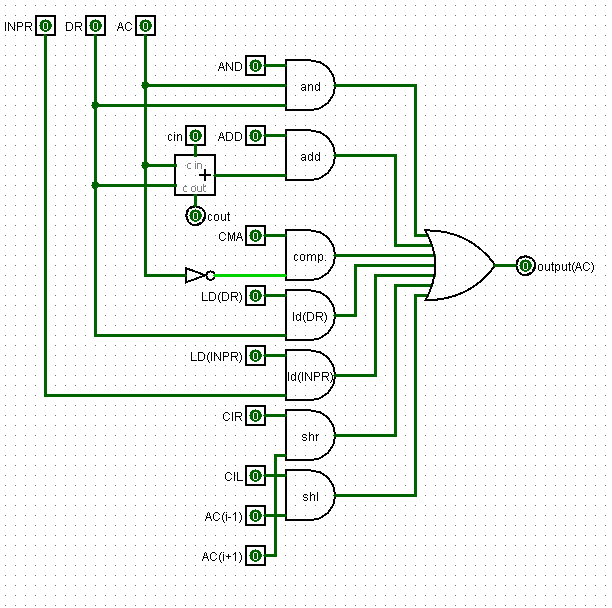 INPR DR AC
0 0 0
AND 0 and
cin 0 ADD 0 add
c in
+
c out
0 cout
CMA 0 comp.
0 output(AC)
LD(DR) 0 ld(DR)
LD(INPR) 0 ld(INPR)
CIR 0 shr
CIL 0 shl
AC(i-1) 0
AC(i+1) 0